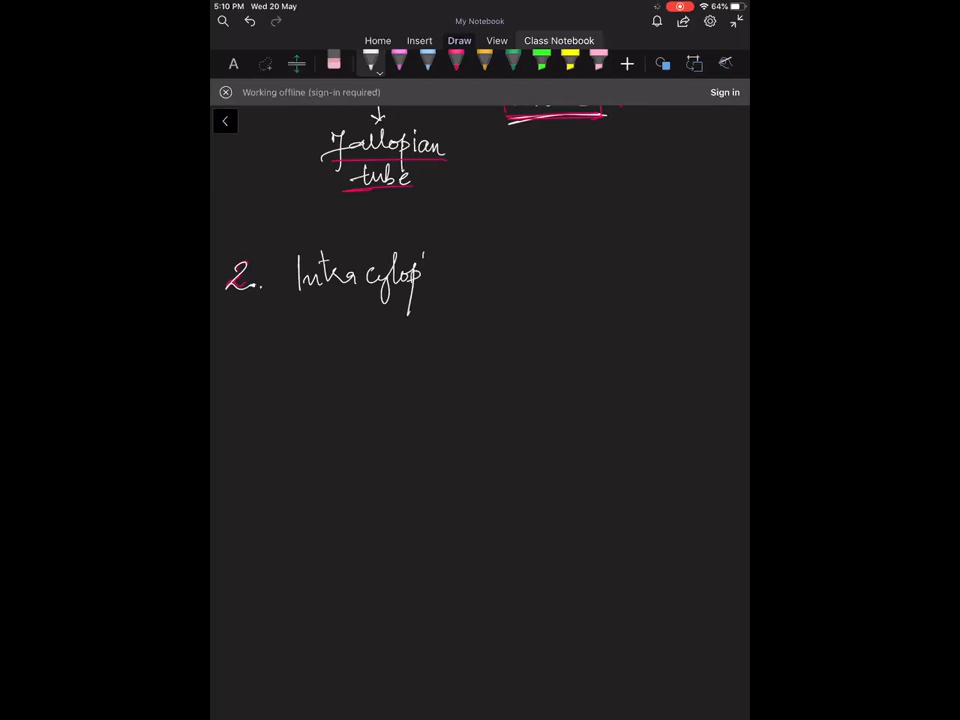 5:10 PM Wed 20 May 64%
My Notebook
Home Insert Draw View Class Notebook
A
Working offline (sign-in required) Sign in
Fallopian
tube
2. Intra cylopi